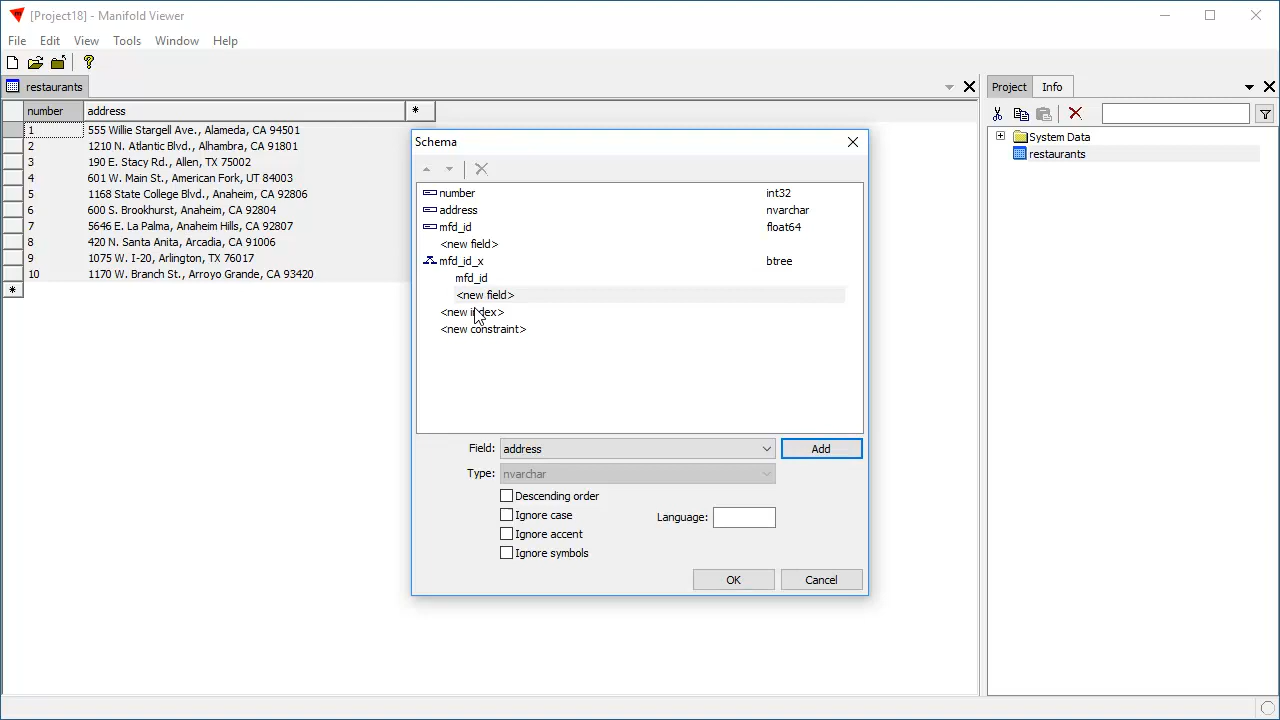 [Project18] - Manifold Viewer
File Edit View Tools Window Help
restaurants
number address *
1 555 Willie Stargell Ave., Alameda, CA 94501
2 1210 N. Atlantic Blvd., Alhambra, CA 91801
3 190 E. Stacy Rd., Allen, TX 75002
4 601 W. Main St., American Fork, UT 84003
5 1168 State College Blvd., Anaheim, CA 92806
6 600 S. Brookhurst, Anaheim, CA 92804
7 5646 E. La Palma, Anaheim Hills, CA 92807
8 420 N. Santa Anita, Arcadia, CA 91006
9 1075 W. I-20, Arlington, TX 76017
10 1170 W. Branch St., Arroyo Grande, CA 93420
*
Schema
number int32
address nvarchar
mfd_id float64
<new field>
mfd_id_x btree
mfd_id
<new field>
<new index>
<new constraint>
Field: address Add
Type: nvarchar
Descending order
Ignore case Language:
Ignore accent
Ignore symbols
OK Cancel
Project Info
System Data
restaurants